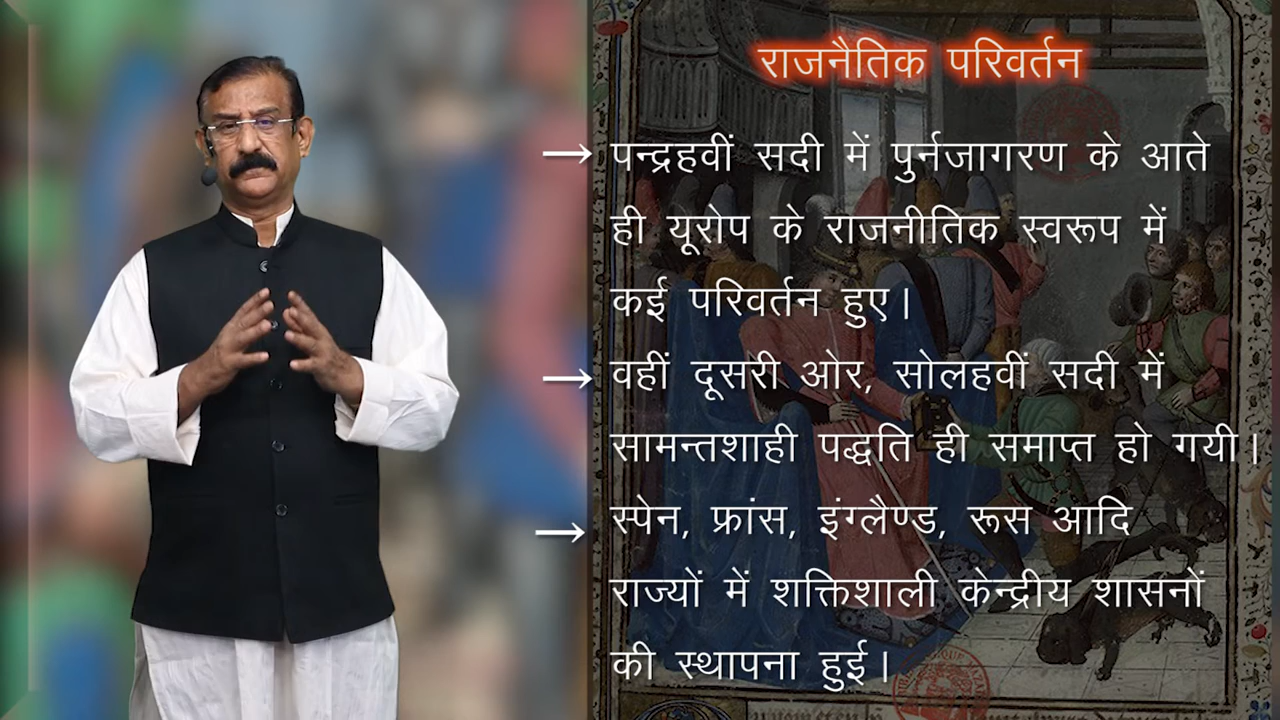 राजनैतिक परिवर्तन
→ पन्द्रहवीं सदी में पुर्नजागरण के आते
ही यूरोप के राजनीतिक स्वरूप में
कई परिवर्तन हुए।
→ वहीं दूसरी ओर, सोलहवीं सदी में
सामन्तशाही पद्धति ही समाप्त हो गयी।
→ स्पेन, फ्रांस, इंग्लैण्ड, रूस आदि
राज्यों में शक्तिशाली केन्द्रीय शासनों
की स्थापना हुई।